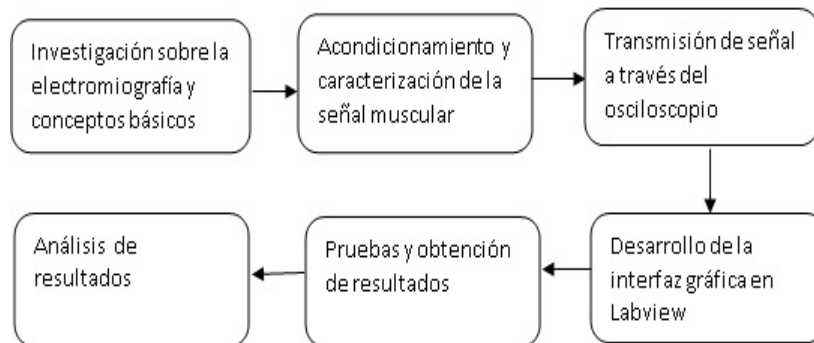 Investigación sobre la
electromiografía y
conceptos básicos
Acondicionamiento y
caracterización de la
señal muscular
Transmisión de señal
a través del
osciloscopio
Desarrollo de la
interfaz gráfica en
Labview
Pruebas y obtención
de resultados
Análisis de
resultados